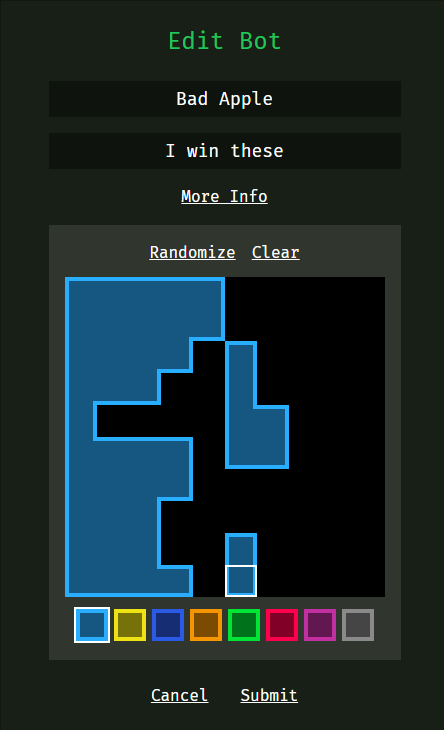 Edit Bot
Bad Apple
I win these
More Info
Randomize Clear
Cancel Submit